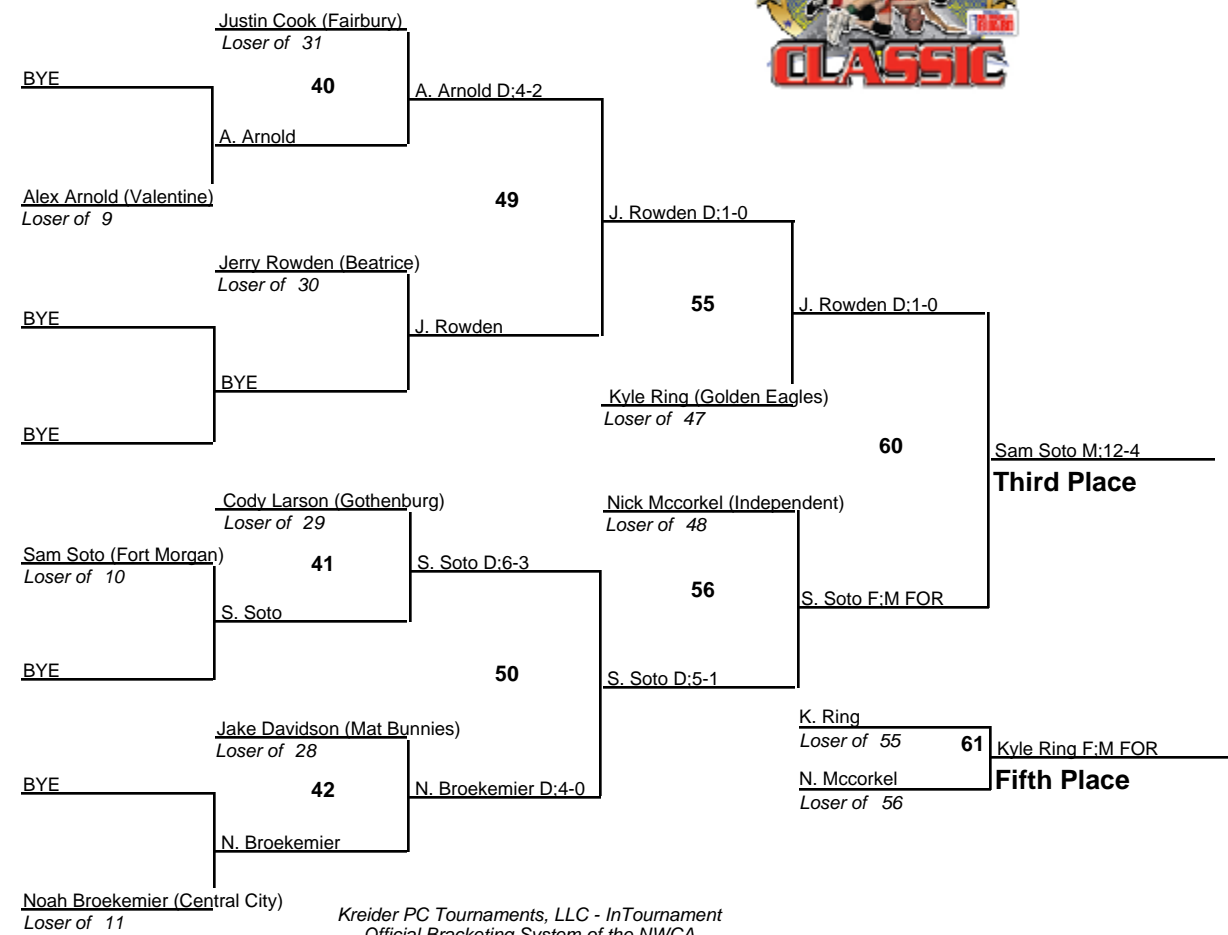 Justin Cook (Fairbury)
Loser of 31
CLASSIC
BYE
40
A. Arnold D;4-2
A. Arnold
Alex Arnold (Valentine)
Loser of 9
49
J. Rowden D;1-0
Jerry Rowden (Beatrice)
Loser of 30
BYE
55
J. Rowden D;1-0
J. Rowden
BYE
Kyle Ring (Golden Eagles)
Loser of 47
BYE
60
Sam Soto M;12-4
Third Place
Cody Larson (Gothenburg)
Loser of 29
Nick Mccorkel (Independent)
Loser of 48
Sam Soto (Fort Morgan)
Loser of 10
41
S. Soto D;6-3
56
S. Soto F;M FOR
S. Soto
BYE
50
S. Soto D;5-1
Jake Davidson (Mat Bunnies)
Loser of 28
K. Ring
Loser of 55
61
Kyle Ring F;M FOR
Fifth Place
BYE
42
N. Broekemier D;4-0
N. Mccorkel
Loser of 56
N. Broekemier
Noah Broekemier (Central City)
Loser of 11
Kreider PC Tournaments, LLC - InTournament
Official Bracketing System of the NWCA